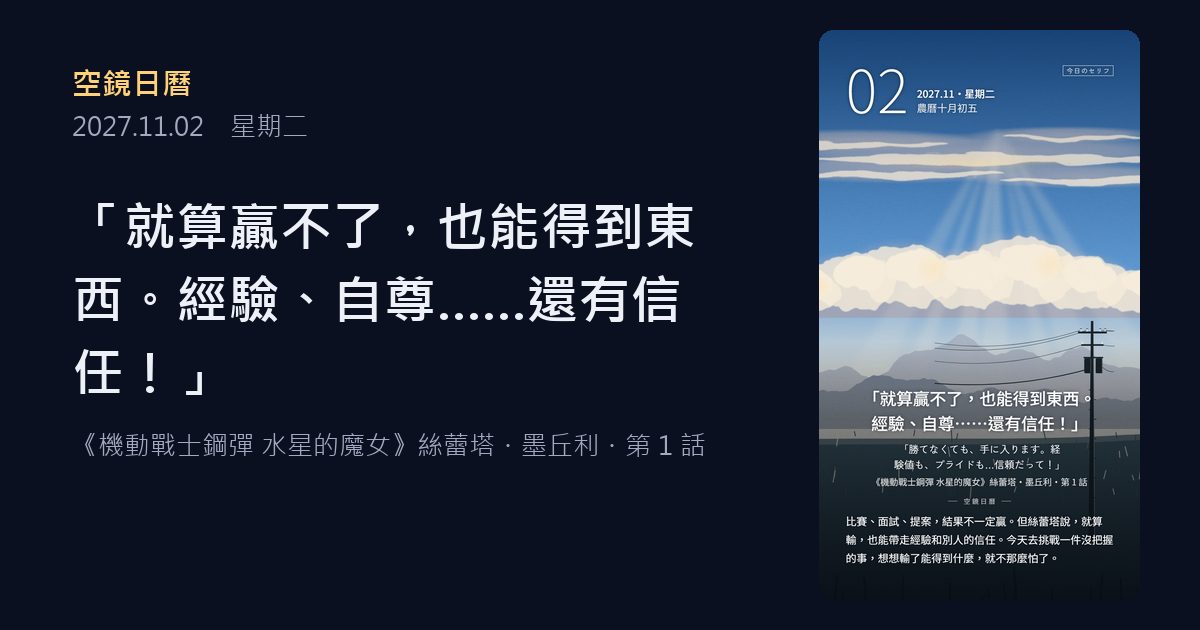 空鏡日曆
2027.11.02 星期二
「就算贏不了，也能得到東
西。經驗、自尊……還有信
任！」
《機動戰士鋼彈 水星的魔女》絲蕾塔・墨丘利・第 1 話
02
2027.11・星期二
農曆十月初五
今日のセリフ
「就算贏不了，也能得到東西。
經驗、自尊……還有信任！」
「勝てなくても、手に入ります。経
験値も、プライドも…信頼だって！」
《機動戰士鋼彈 水星的魔女》絲蕾塔・墨丘利・第 1 話
— 空鏡日曆 —
比賽、面試、提案，結果不一定贏。但絲蕾塔說，就算
輸，也能帶走經驗和別人的信任。今天去挑戰一件沒把握
的事，想想輸了能得到什麼，就不那麼怕了。